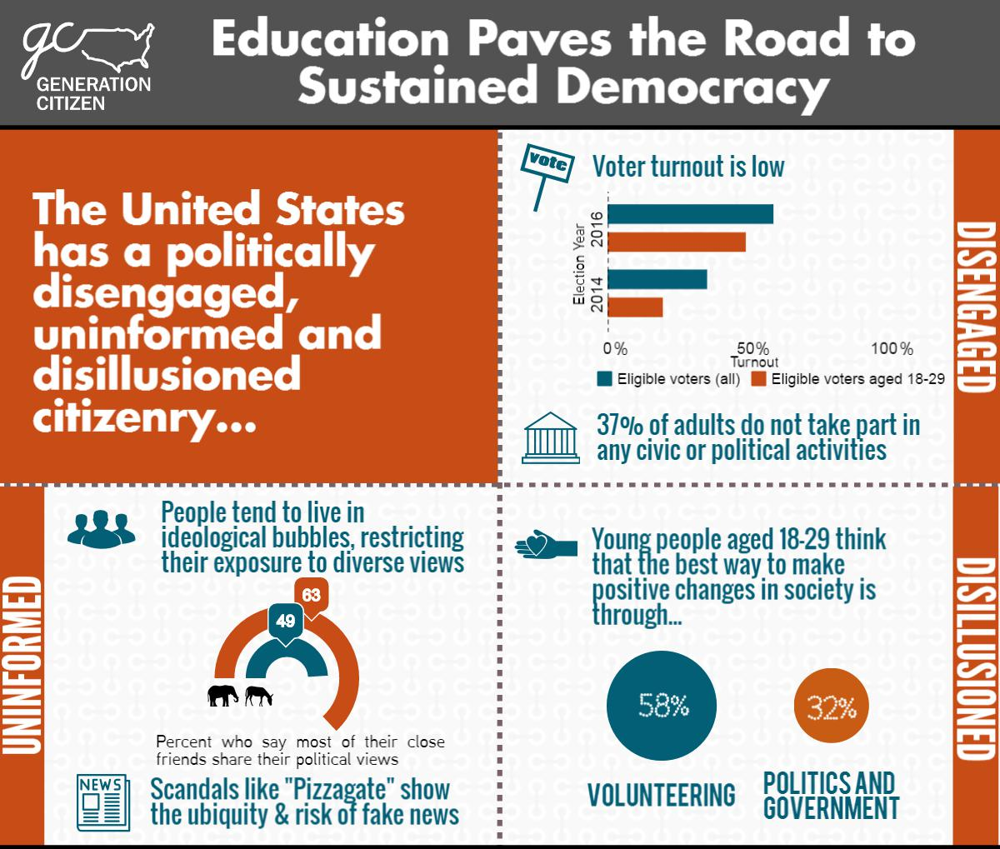 gc
GENERATION
CITIZEN
Education Paves the Road to
Sustained Democracy
The United States
has a politically
disengaged,
uninformed and
disillusioned
citizenry...
vote
Voter turnout is low
Election Year
2016
2014
0% 50% 100%
Turnout
Eligible voters (all) Eligible voters aged 18-29
37% of adults do not take part in
any civic or political activities
DISENGAGED
UNINFORMED
People tend to live in
ideological bubbles, restricting
their exposure to diverse views
63
49
Percent who say most of their close
friends share their political views
NEWS
Scandals like "Pizzagate" show
the ubiquity & risk of fake news
Young people aged 18-29 think
that the best way to make
positive changes in society is
through...
58%
32%
VOLUNTEERING
POLITICS AND
GOVERNMENT
DISILLUSIONED